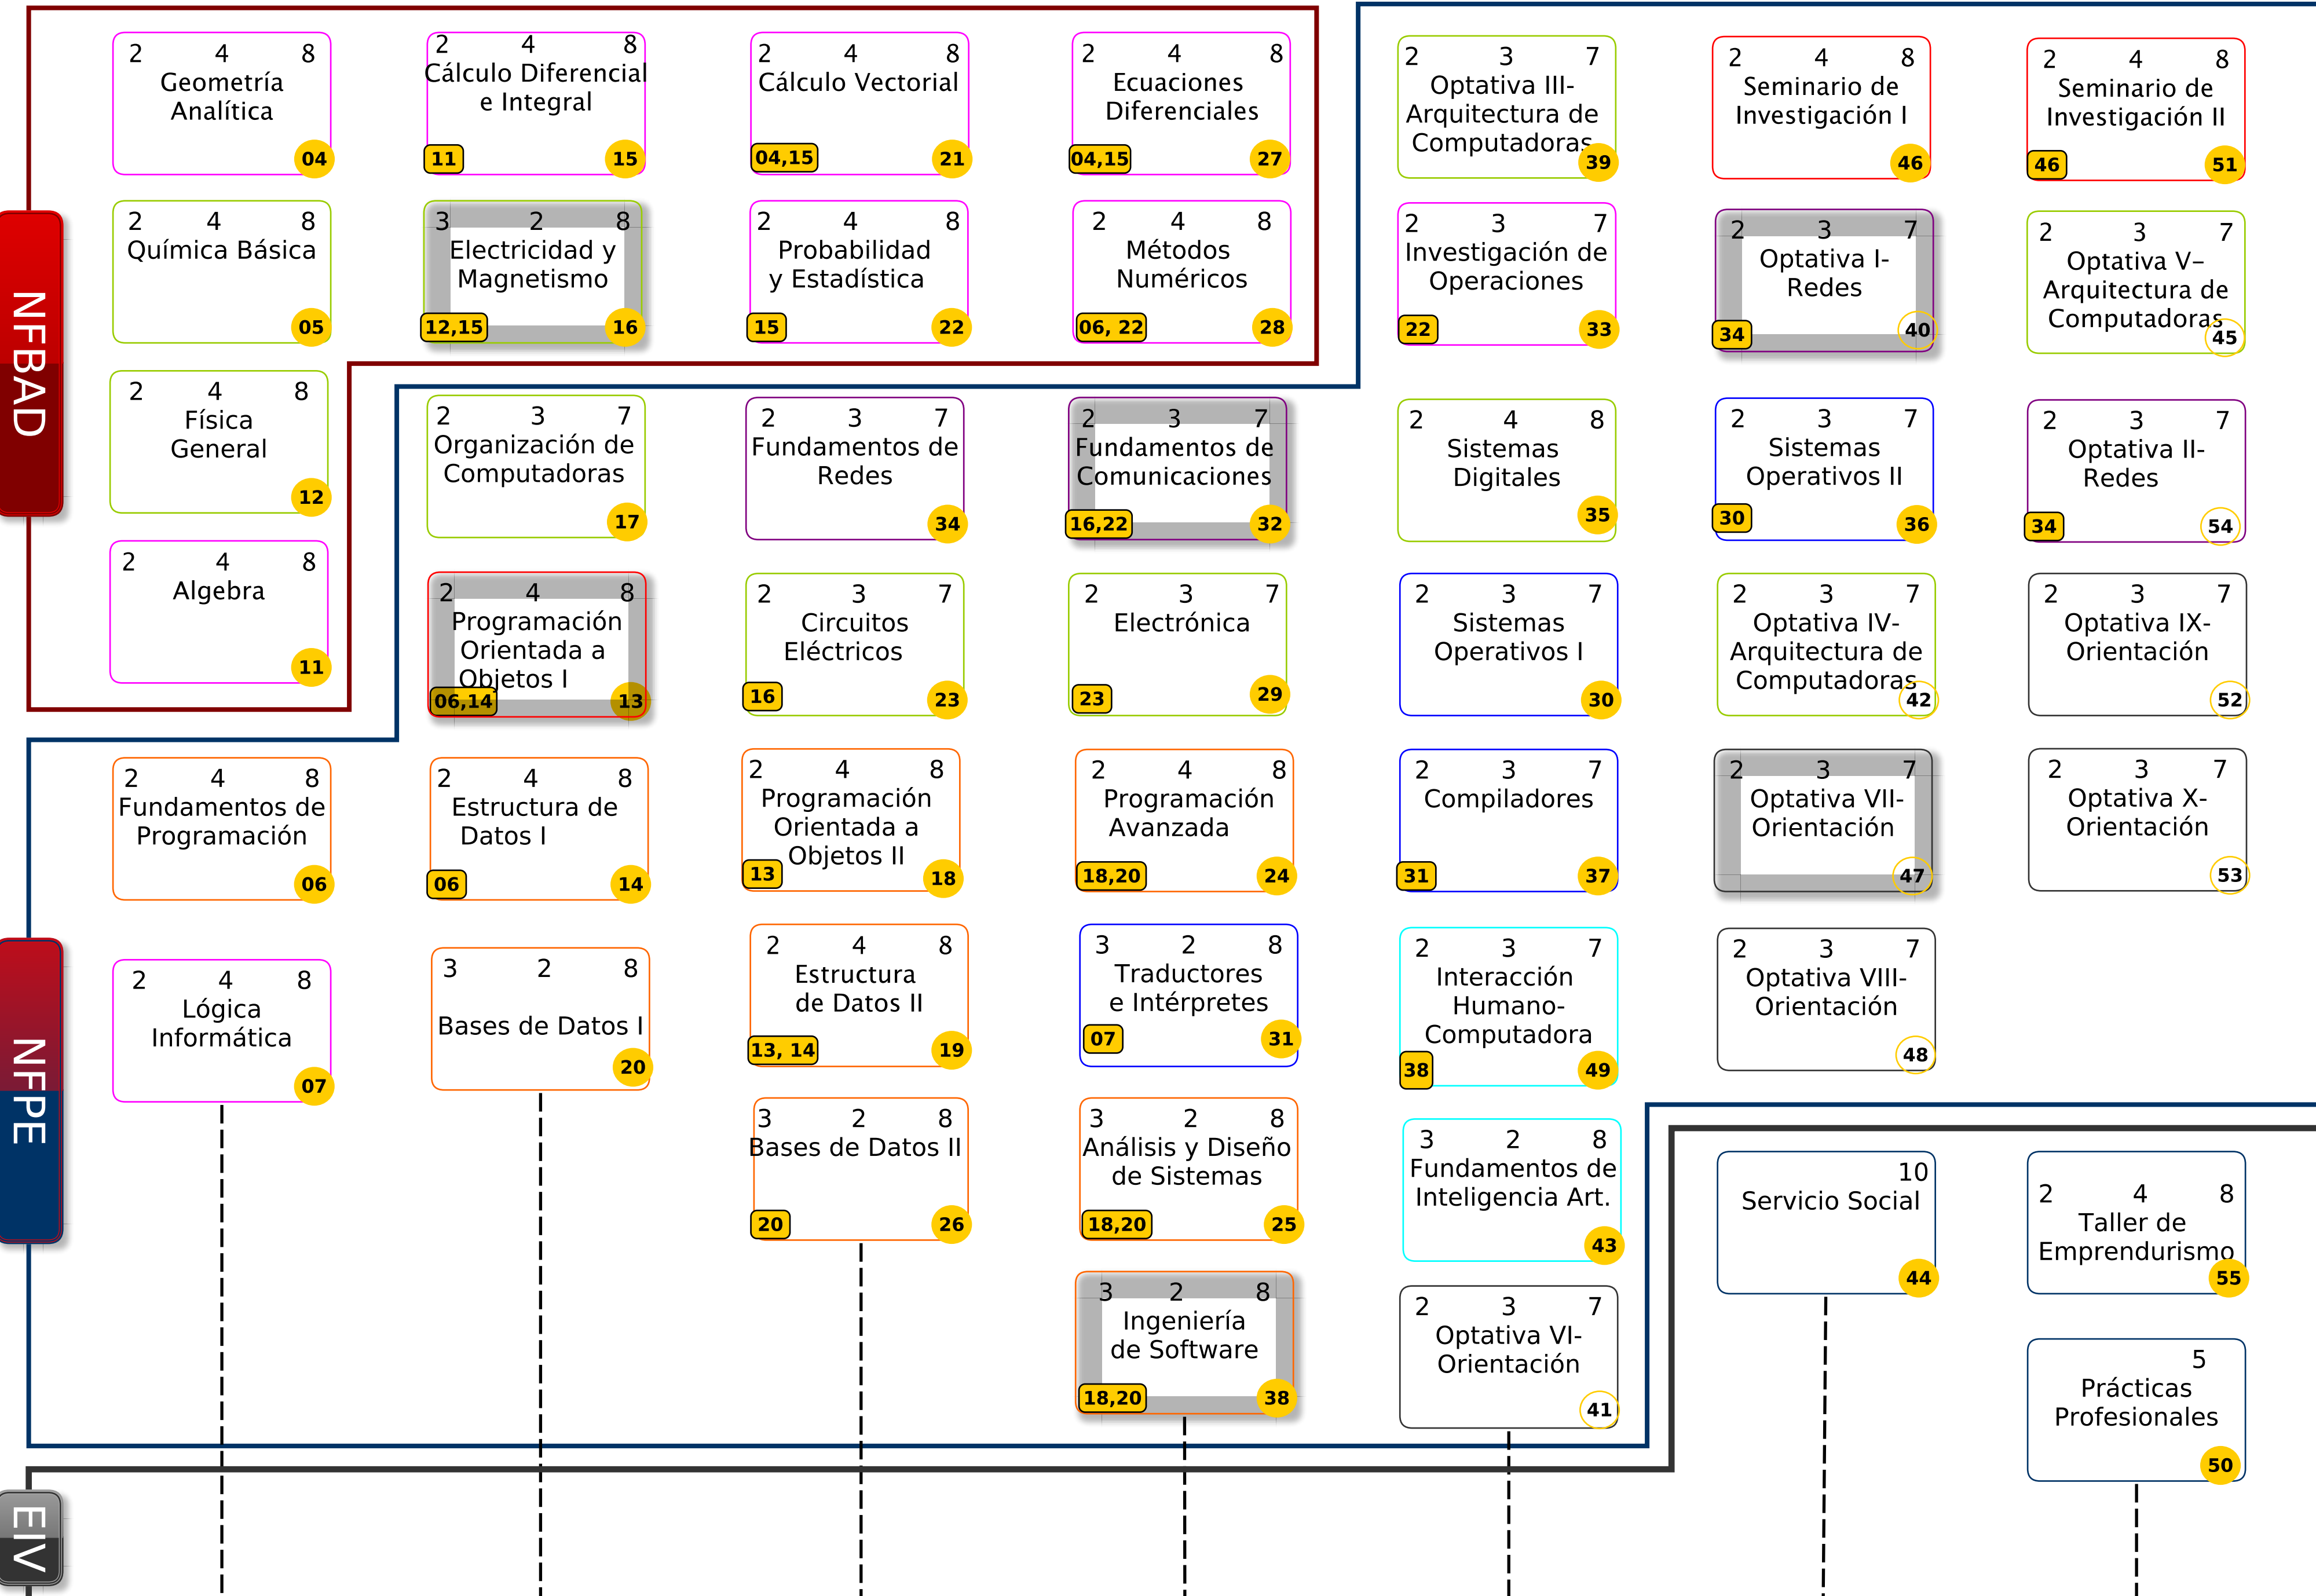 NFBAD
2 4 8
Geometría
Analítica
04
2 4 8
Química Básica
05
2 4 8
Física
General
12
2 4 8
Algebra
11
NFPE
2 4 8
Fundamentos de
Programación
06
2 4 8
Lógica
Informática
07
EIV
2 4 8
Cálculo Diferencial
e Integral
11 15
3 2 8
Electricidad y
Magnetismo
12,15 16
2 3 7
Organización de
Computadoras
17
2 4 8
Programación
Orientada a
Objetos I
06,14 13
2 4 8
Estructura de
Datos I
06 14
3 2 8
Bases de Datos I
20
2 4 8
Cálculo Vectorial
04,15 21
2 4 8
Probabilidad
y Estadística
15 22
2 3 7
Fundamentos de
Redes
34
2 3 7
Circuitos
Eléctricos
16 23
2 4 8
Programación
Orientada a
Objetos II
13 18
2 4 8
Estructura
de Datos II
13, 14 19
3 2 8
Bases de Datos II
20 26
2 4 8
Ecuaciones
Diferenciales
04,15 27
2 4 8
Métodos
Numéricos
06, 22 28
2 3 7
Fundamentos de
Comunicaciones
16,22 32
2 3 7
Electrónica
23 29
2 4 8
Programación
Avanzada
18,20 24
3 2 8
Traductores
e Intérpretes
07 31
3 2 8
Análisis y Diseño
de Sistemas
18,20 25
3 2 8
Ingeniería
de Software
18,20 38
2 3 7
Optativa III-
Arquitectura de
Computadoras
39
2 3 7
Investigación de
Operaciones
22 33
2 4 8
Sistemas
Digitales
35
2 3 7
Sistemas
Operativos I
30
2 3 7
Compiladores
31 37
2 3 7
Interacción
Humano-
Computadora
38 49
3 2 8
Fundamentos de
Inteligencia Art.
43
2 3 7
Optativa VI-
Orientación
41
2 4 8
Seminario de
Investigación I
46
2 3 7
Optativa I-
Redes
34 40
2 3 7
Sistemas
Operativos II
30 36
2 3 7
Optativa IV-
Arquitectura de
Computadoras
42
2 3 7
Optativa VII-
Orientación
47
2 3 7
Optativa VIII-
Orientación
48
10
Servicio Social
44
2 4 8
Seminario de
Investigación II
46 51
2 3 7
Optativa V–
Arquitectura de
Computadoras
45
2 3 7
Optativa II-
Redes
34 54
2 3 7
Optativa IX-
Orientación
52
2 3 7
Optativa X-
Orientación
53
2 4 8
Taller de
Emprendurismo
55
5
Prácticas
Profesionales
50